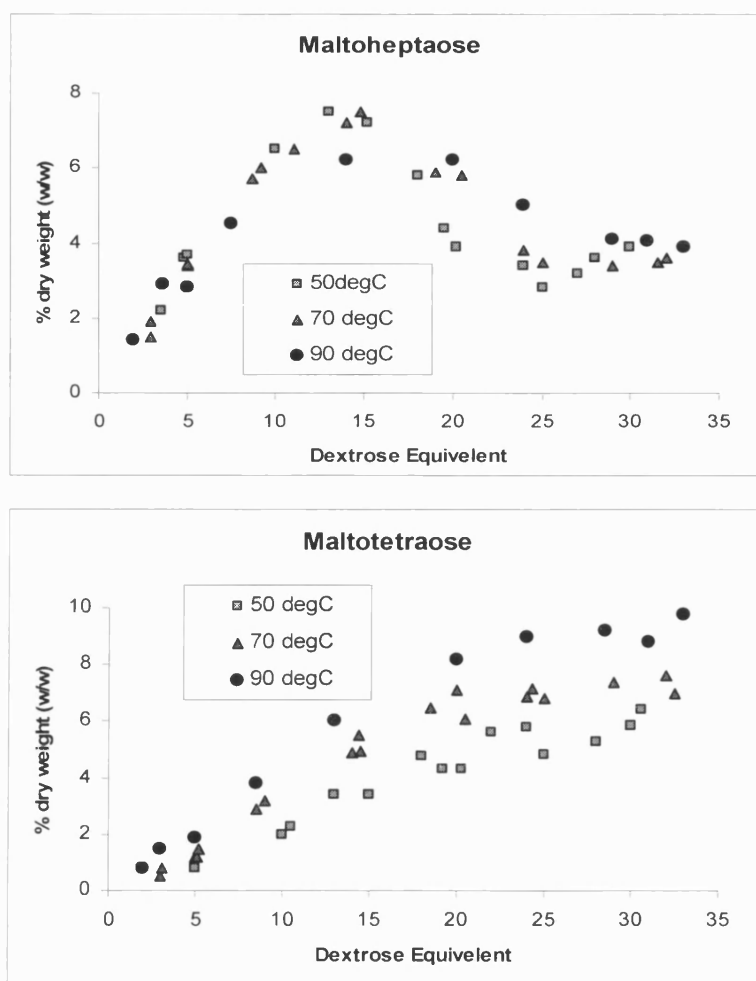 Maltoheptaose
8
6
4
2
0
% dry weight (w/w)
50degC
70 degC
90 degC
0 5 10 15 20 25 30 35
Dextrose Equivelent
Maltotetraose
10
8
6
4
2
0
% dry weight (w/w)
50 degC
70 degC
90 degC
0 5 10 15 20 25 30 35
Dextrose Equivelent